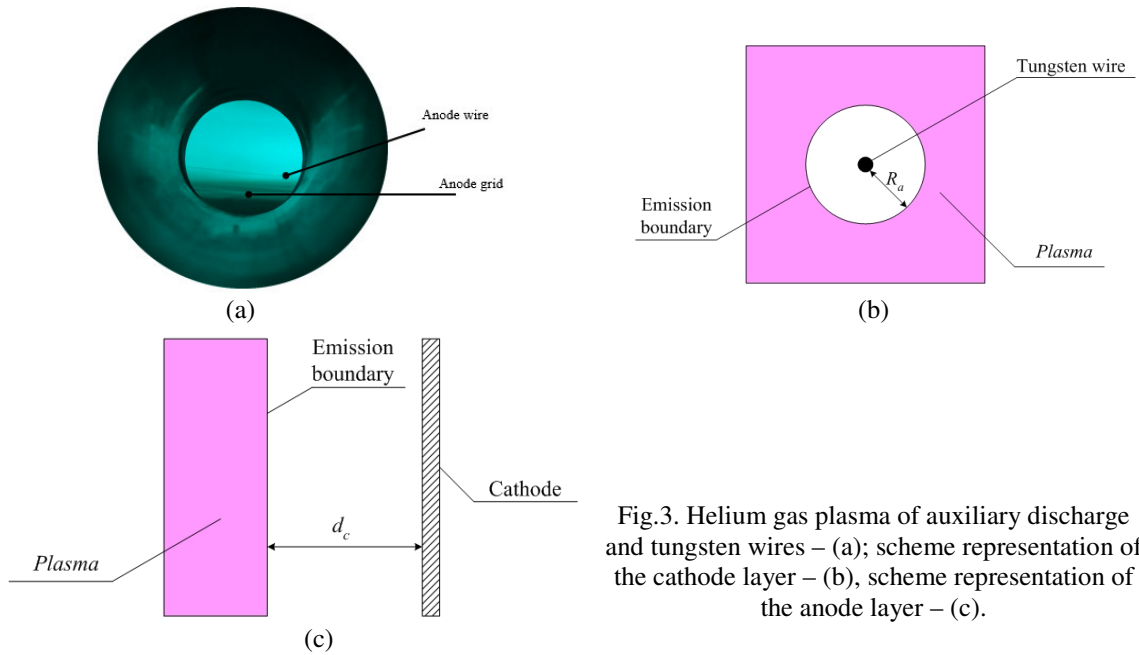 Anode wire
Anode grid
(a)
Tungsten wire
R_a
Emission
boundary
Plasma
(b)
Emission
boundary
Cathode
d_c
Plasma
(c)
Fig.3. Helium gas plasma of auxiliary discharge
and tungsten wires – (a); scheme representation of
the cathode layer – (b), scheme representation of
the anode layer – (c).